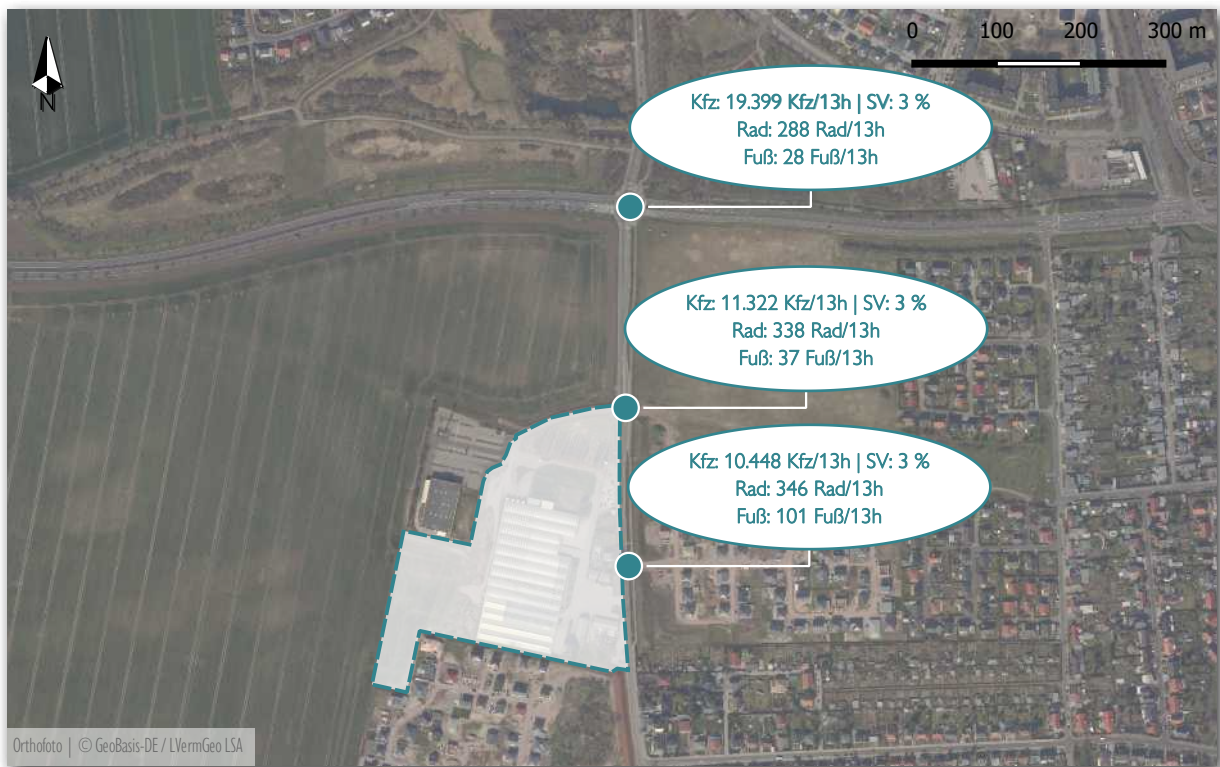 0 100 200 300 m
N
Kfz: 19.399 Kfz/13h | SV: 3 %
Rad: 288 Rad/13h
Fuß: 28 Fuß/13h
Kfz: 11.322 Kfz/13h | SV: 3 %
Rad: 338 Rad/13h
Fuß: 37 Fuß/13h
Kfz: 10.448 Kfz/13h | SV: 3 %
Rad: 346 Rad/13h
Fuß: 101 Fuß/13h
Orthofoto | © GeoBasis-DE / LVermGeo LSA